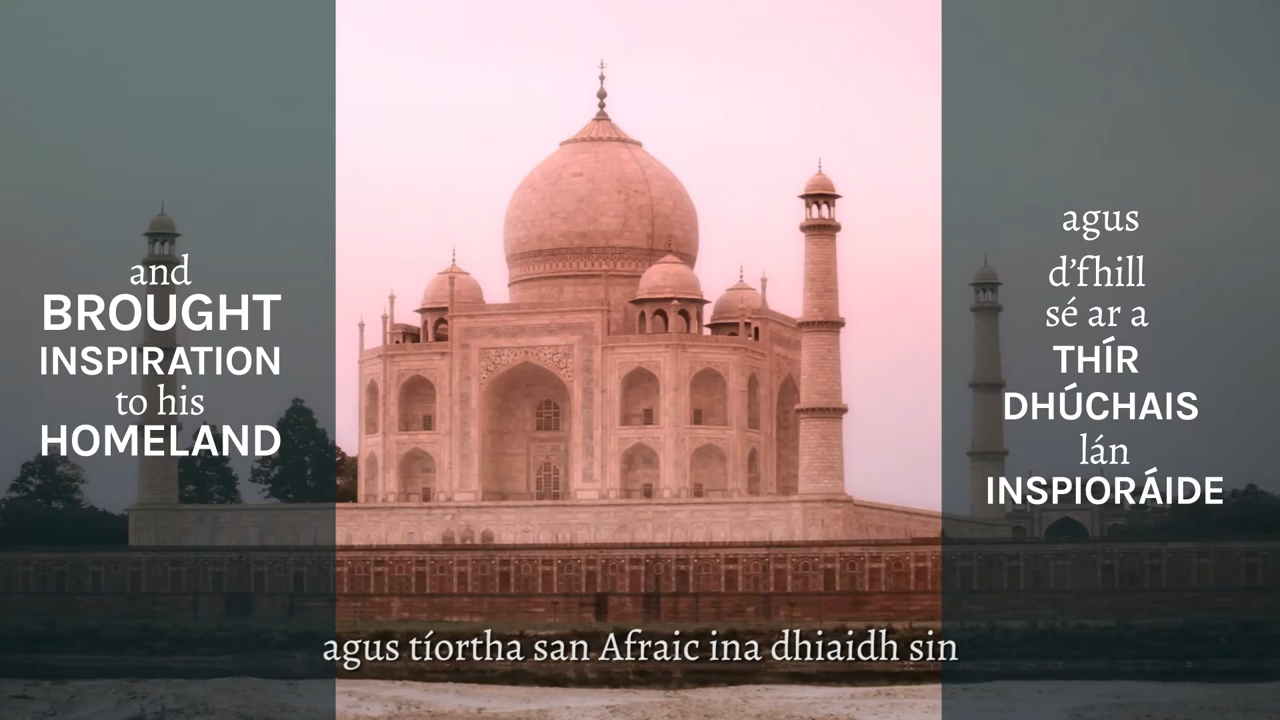 and
BROUGHT
INSPIRATION
to his
HOMELAND
agus
d’fhill
sé ar a
THÍR
DHÚCHAIS
lán
INSPIORÁIDE
agus tíortha san Afraic ina dhiaidh sin